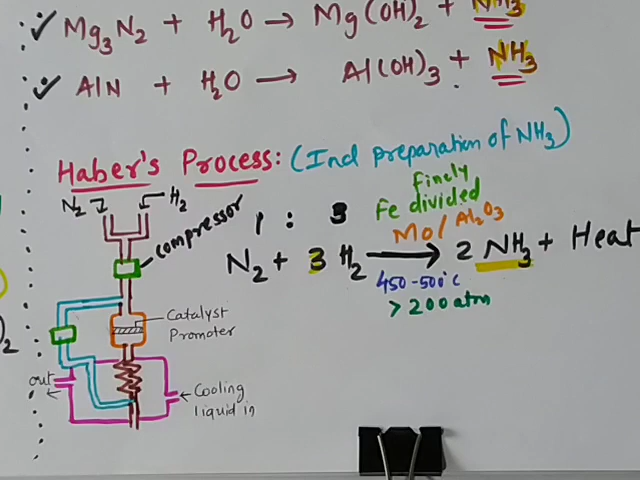 ✓ Mg3N2 + H2O → Mg(OH)2 + NH3
✓ AlN + H2O → Al(OH)3 + NH3
Haber's Process: (Ind preparation of NH3)
N2 H2
compressor
1 : 3
finely
Fe divided
Mo/Al2O3
N2 + 3 H2 → 2 NH3 + Heat
450-500°C
> 200 atm
Catalyst
Promoter
out
Cooling
liquid in